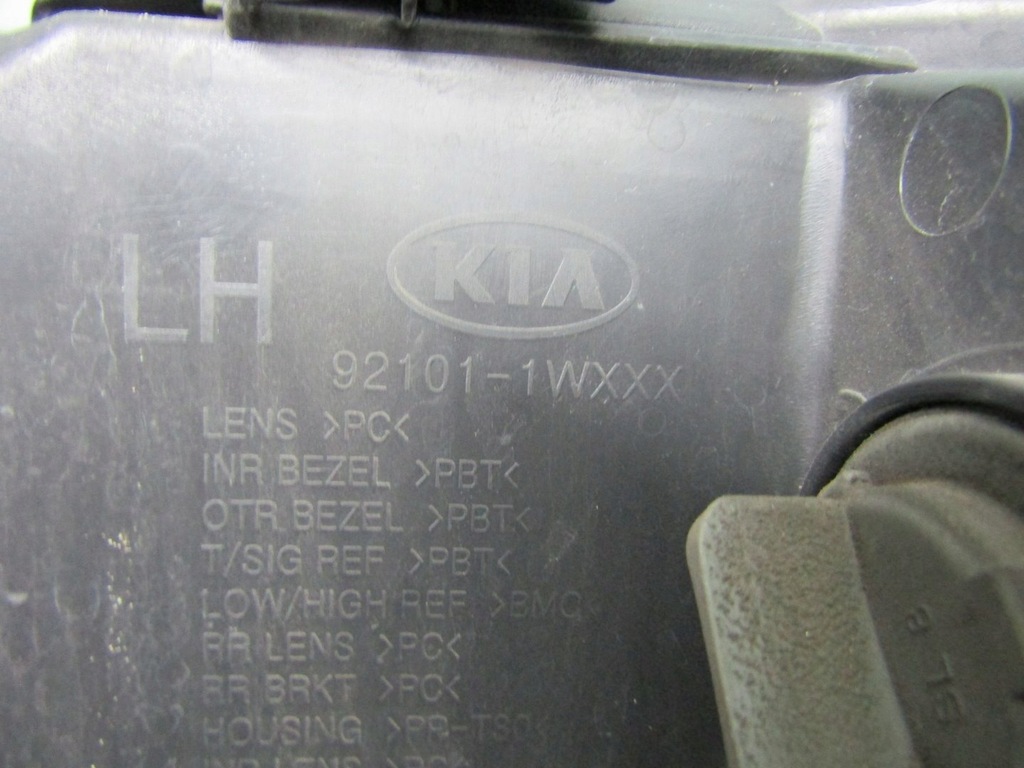 LH
KIA
92101-1WXXX
LENS >PC<
INR BEZEL >PBT<
OTR BEZEL >PBT<
T/SIG REF >PBT<
LOW/HIGH REF >BMC<
RR LENS >PC<
RR BRKT >PC<
HOUSING
LENS